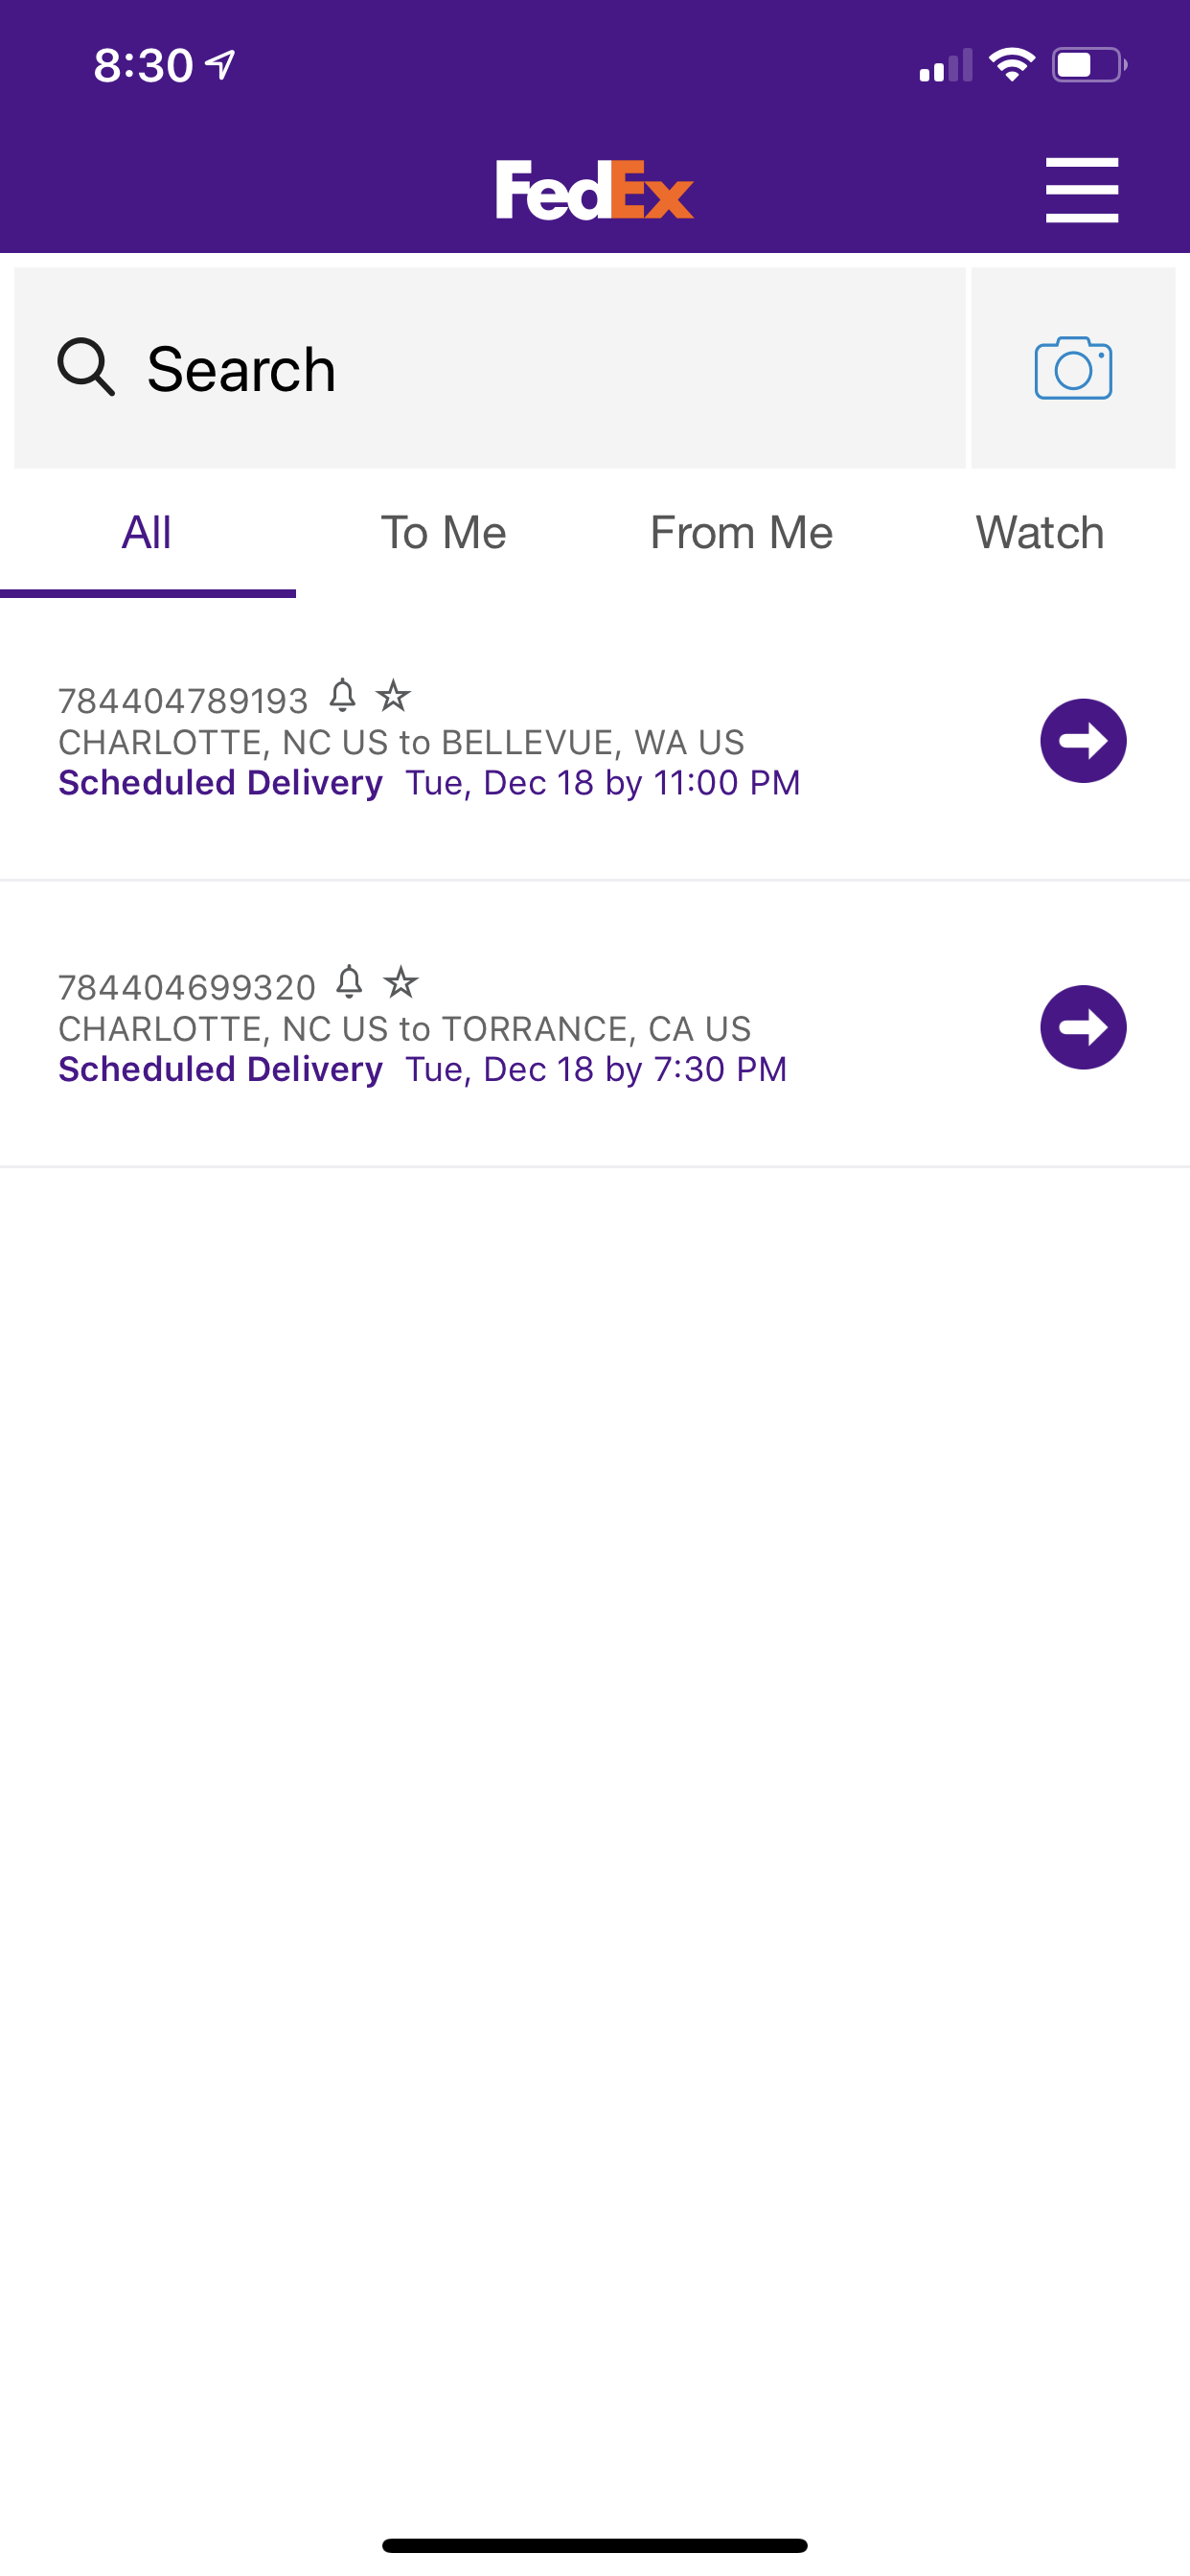 8:30
FedEx
Search
All To Me From Me Watch
784404789193
CHARLOTTE, NC US to BELLEVUE, WA US
Scheduled Delivery Tue, Dec 18 by 11:00 PM
784404699320
CHARLOTTE, NC US to TORRANCE, CA US
Scheduled Delivery Tue, Dec 18 by 7:30 PM